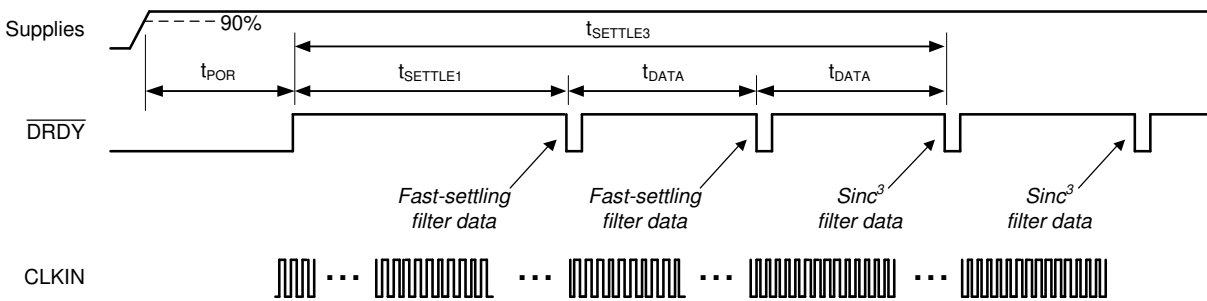 Supplies
90%
tSETTLE3
tPOR
tSETTLE1
tDATA
tDATA
DRDY
Fast-settling
filter data
Fast-settling
filter data
Sinc3
filter data
Sinc3
filter data
CLKIN